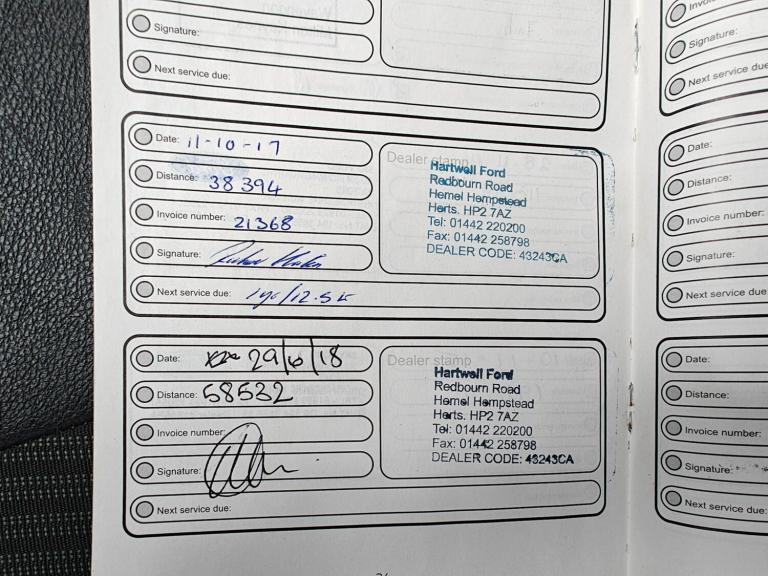 Signature:
Next service due:
Date: 11-10-17
Distance: 38394
Invoice number: 21368
Signature:
Next service due: 1yr/12.5k
Dealer stamp
Hartwell Ford
Redbourn Road
Hemel Hempstead
Herts. HP2 7AZ
Tel: 01442 220200
Fax: 01442 258798
DEALER CODE: 43243CA
Date: 29/6/18
Distance: 58532
Invoice number:
Signature:
Next service due:
Dealer stamp
Hartwell Ford
Redbourn Road
Hemel Hempstead
Herts. HP2 7AZ
Tel: 01442 220200
Fax: 01442 258798
DEALER CODE: 43243CA
Signature:
Next service due
Date:
Distance:
Invoice number:
Signature:
Next service due
Date:
Distance:
Invoice number:
Signature:
Next service due